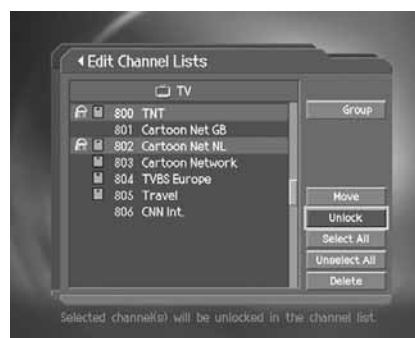 Edit Channel Lists
TV
800 TNT
801 Cartoon Net GB
802 Cartoon Net NL
803 Cartoon Network
804 TVBS Europe
805 Travel
806 CNN Int.
Group
Move
Unlock
Select All
Unselect All
Delete
Selected channel(s) will be unlocked in the channel list.